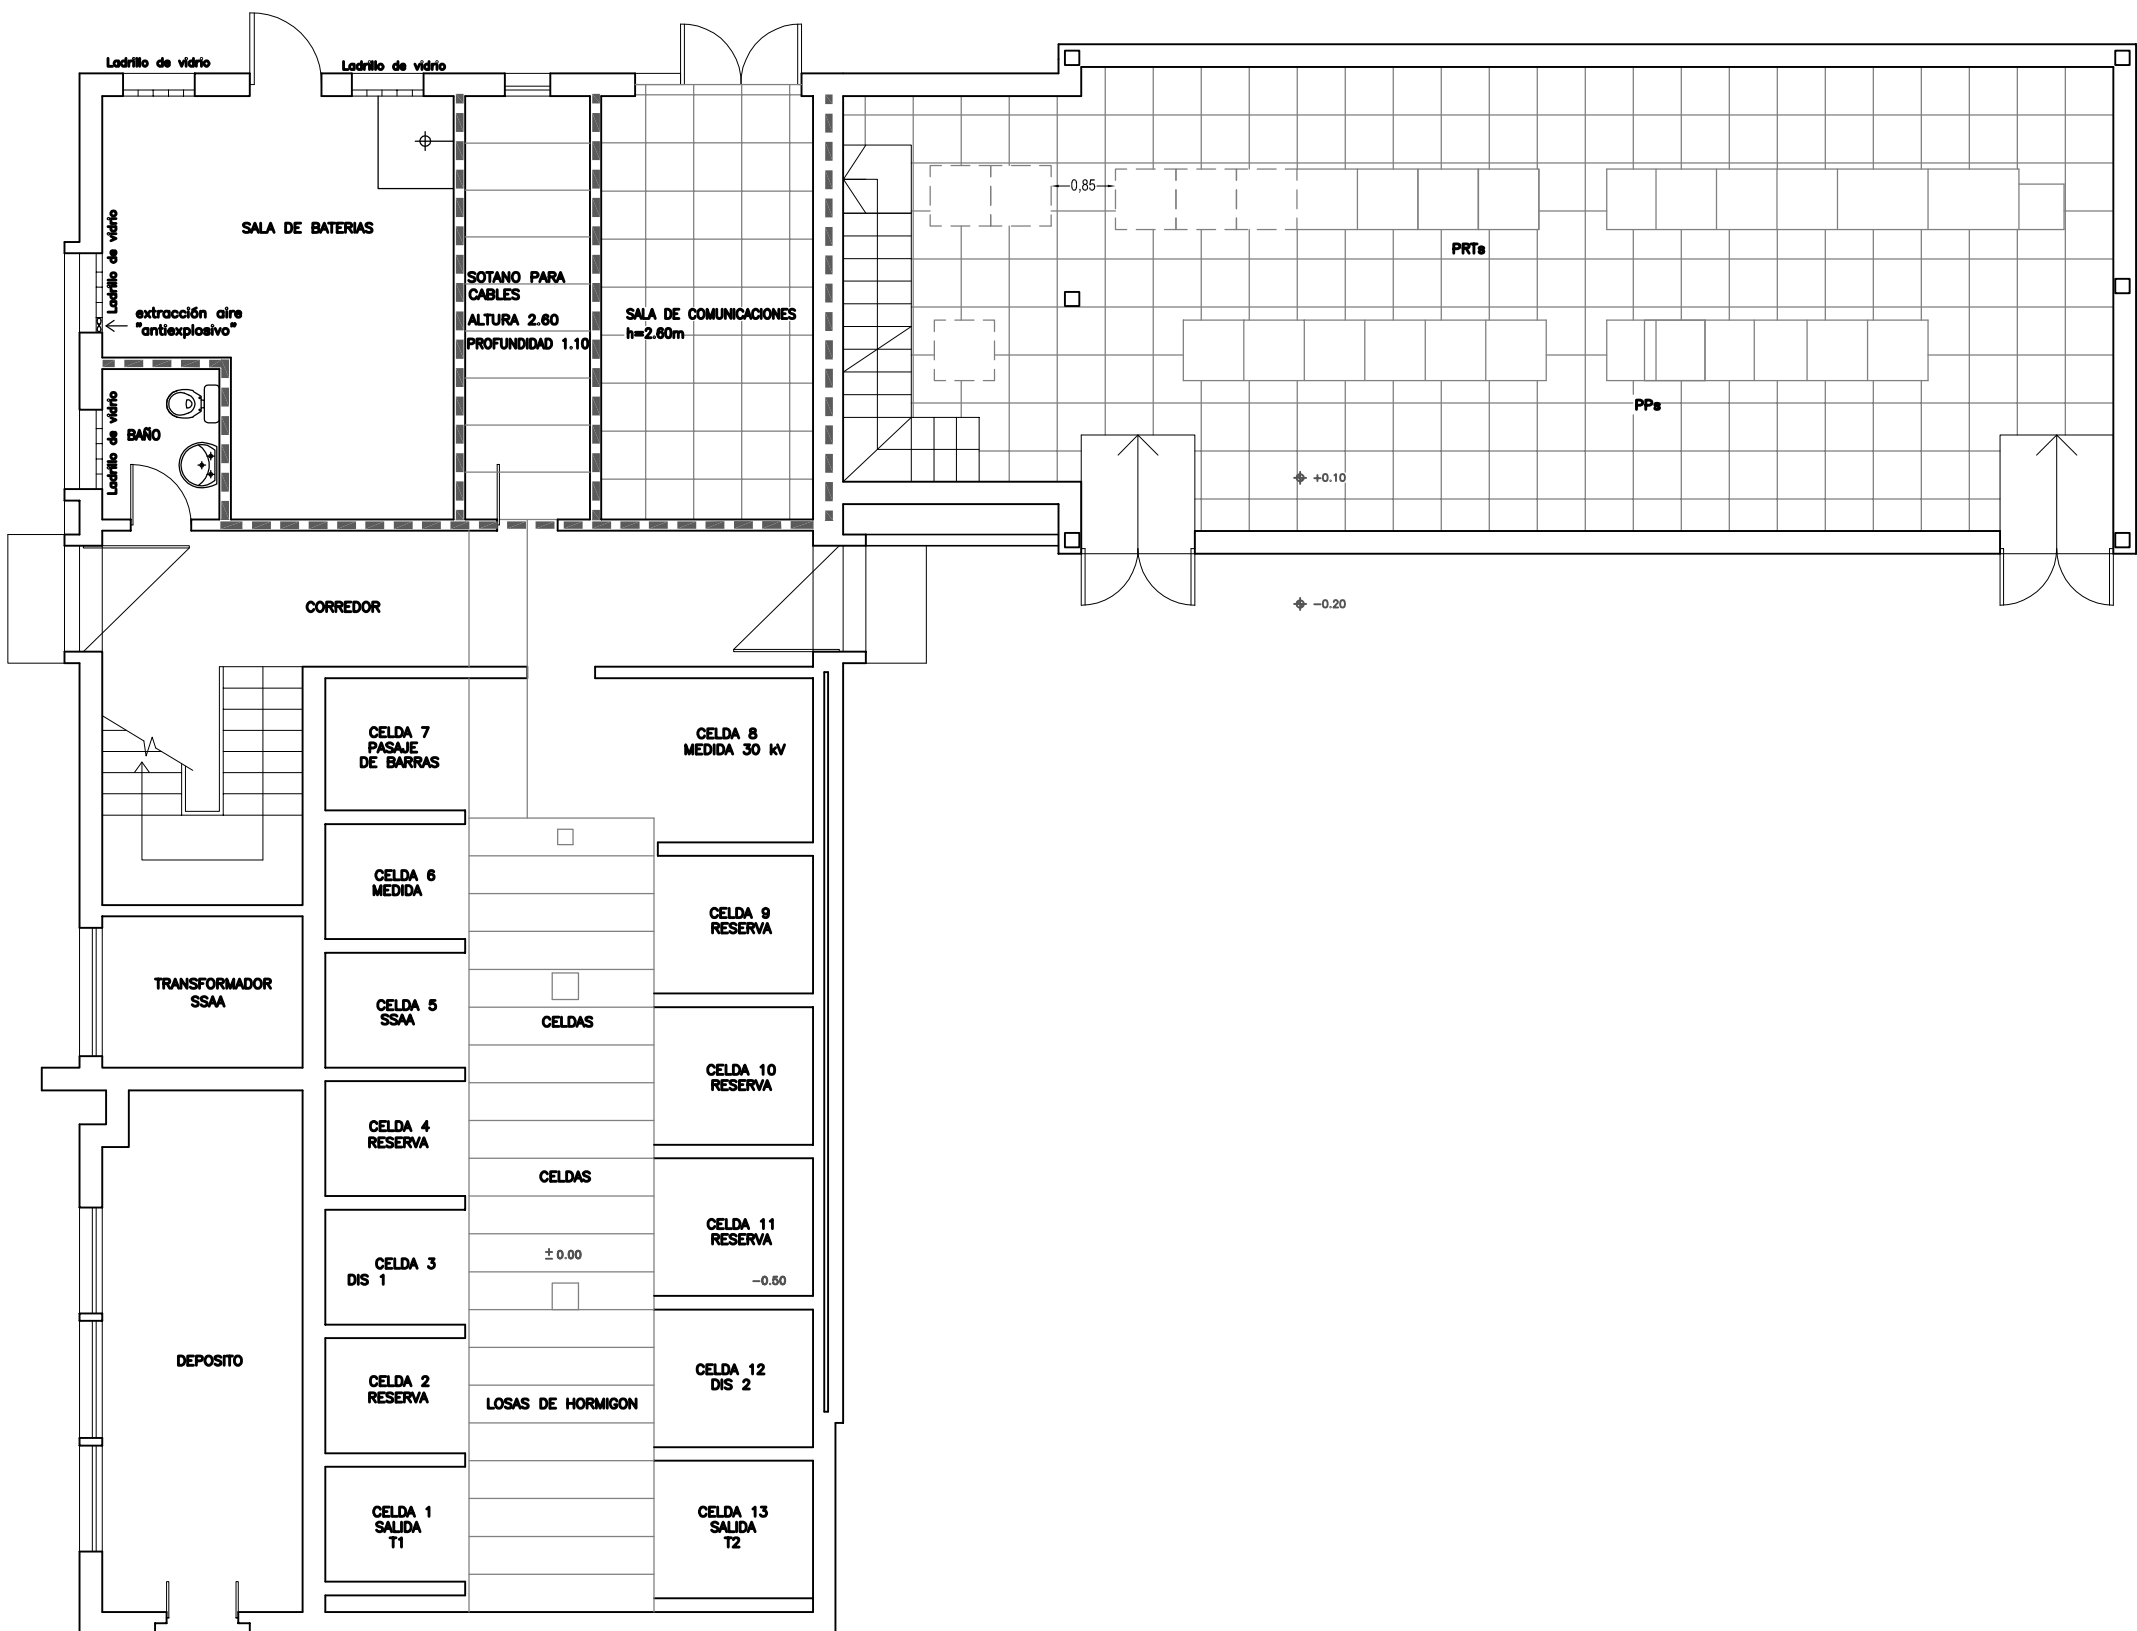 Ladrillo de vidrio
Ladrillo de vidrio
SALA DE BATERIAS
Ladrillo de vidrio
extracción aire
"antiexplosivo"
SOTANO PARA
CABLES
ALTURA 2.60
PROFUNDIDAD 1.10
SALA DE COMUNICACIONES
h=2.60m
0,85
PRTs
PPs
+0.10
-0.20
Ladrillo de vidrio
BAÑO
CORREDOR
CELDA 7
PASAJE
DE BARRAS
CELDA 8
MEDIDA 30 kV
CELDA 6
MEDIDA
CELDA 9
RESERVA
TRANSFORMADOR
SSAA
CELDA 5
SSAA
CELDAS
CELDA 10
RESERVA
CELDA 4
RESERVA
CELDAS
CELDA 11
RESERVA
CELDA 3
DIS 1
± 0.00
-0.50
DEPOSITO
CELDA 2
RESERVA
LOSAS DE HORMIGON
CELDA 12
DIS 2
CELDA 1
SALIDA
T1
CELDA 13
SALIDA
T2